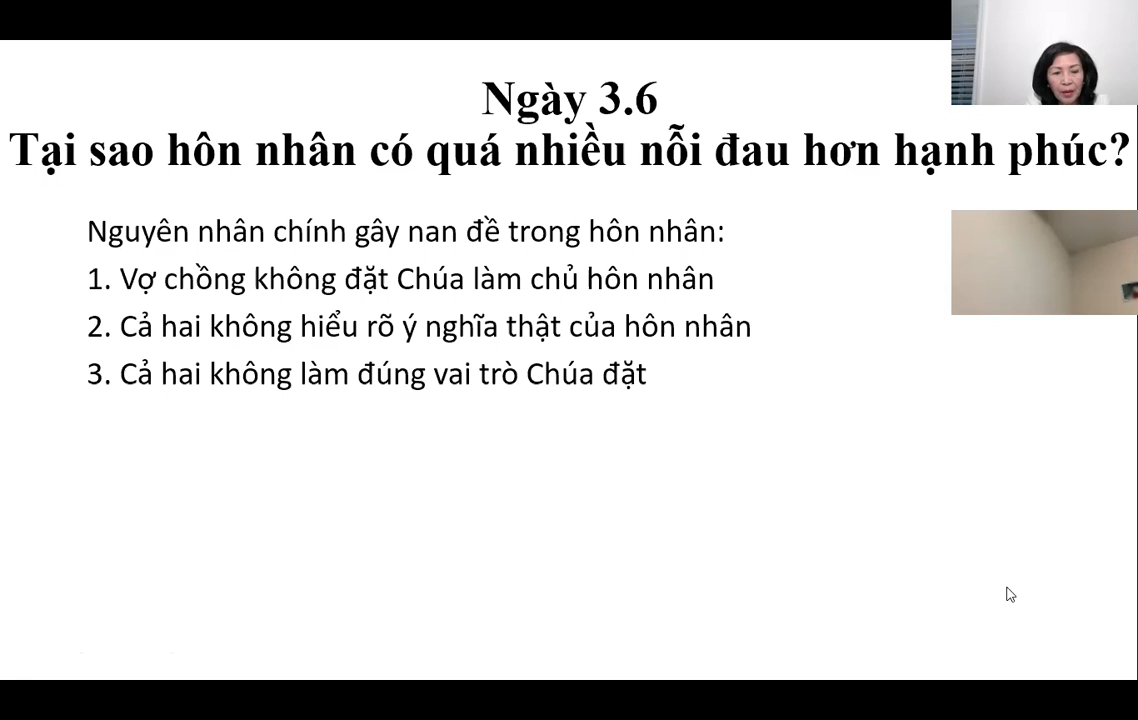 Ngày 3.6
Tại sao hôn nhân có quá nhiều nỗi đau hơn hạnh phúc?
Nguyên nhân chính gây nan đề trong hôn nhân:
1. Vợ chồng không đặt Chúa làm chủ hôn nhân
2. Cả hai không hiểu rõ ý nghĩa thật của hôn nhân
3. Cả hai không làm đúng vai trò Chúa đặt